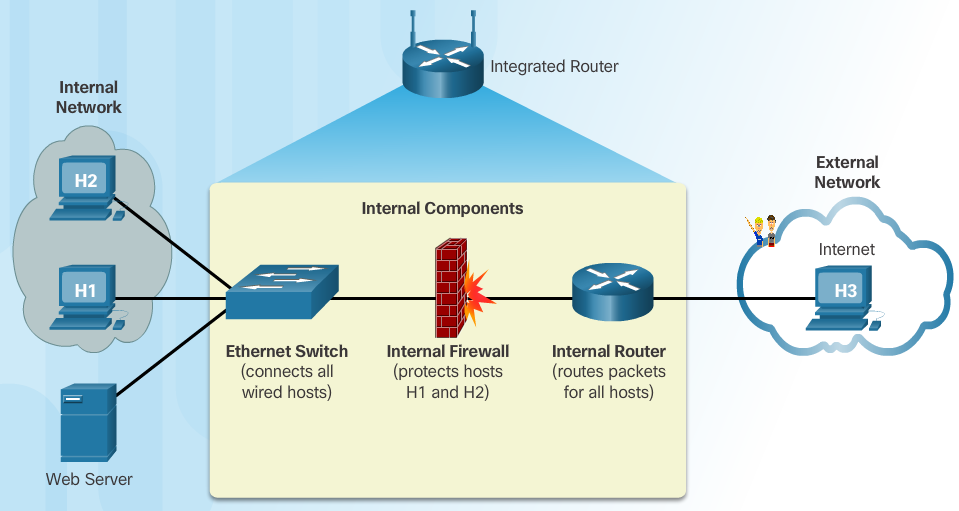 Integrated Router
Internal
Network
H2
H1
Web Server
Internal Components
Ethernet Switch
(connects all
wired hosts)
Internal Firewall
(protects hosts
H1 and H2)
Internal Router
(routes packets
for all hosts)
External
Network
Internet
H3